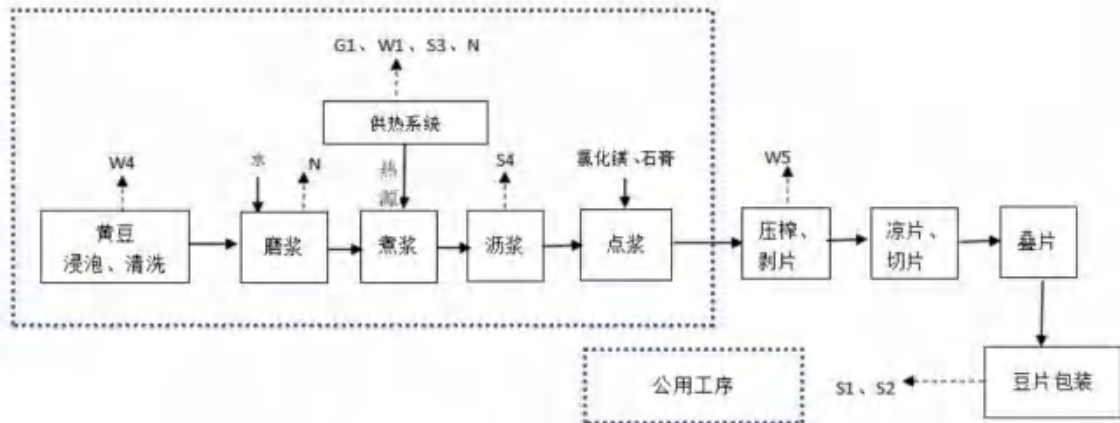 G1、W1、S3、N
供热系统
W4
水
N
热
源
S4
氯化镁、石膏
W5
黄豆
浸泡、清洗
磨浆
煮浆
沥浆
点浆
压榨、
剥片
凉片、
切片
叠片
公用工序
S1、S2
豆片包装